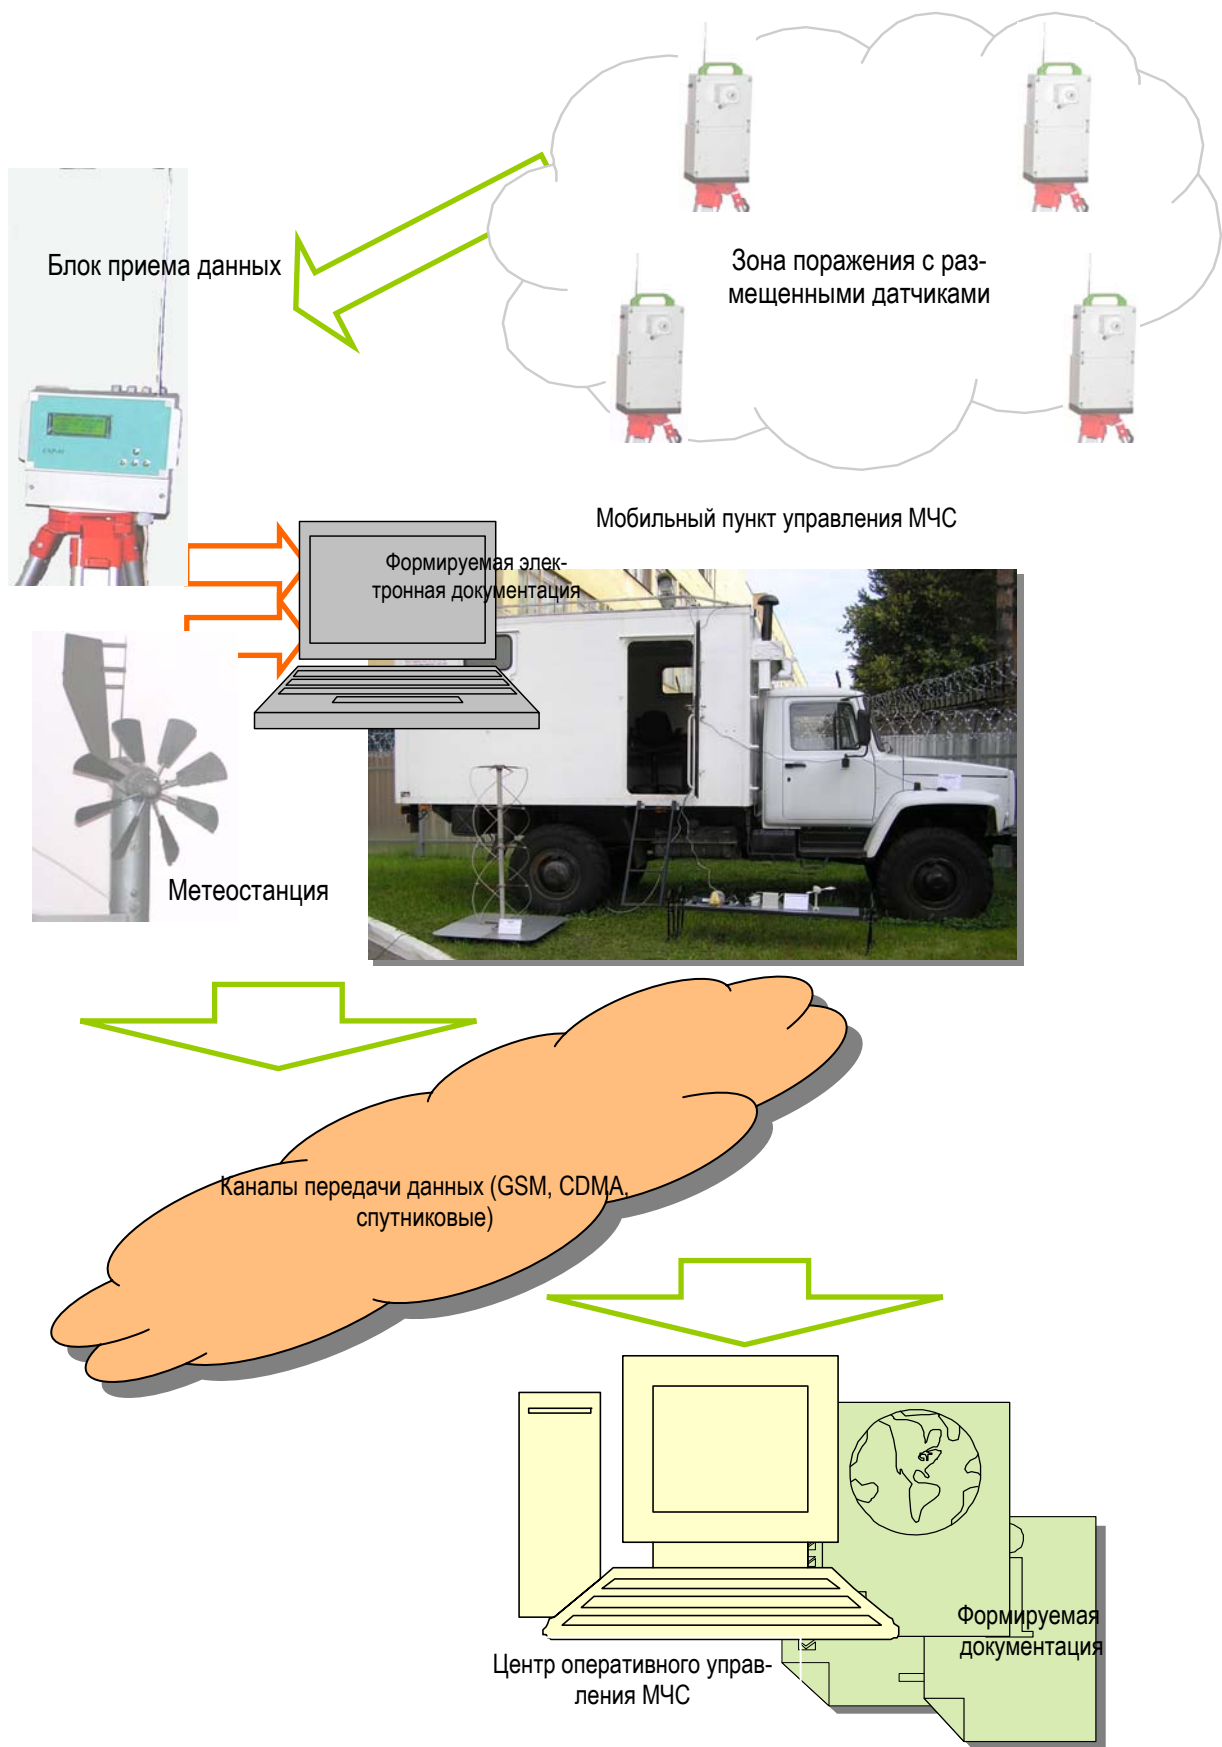 Блок приема данных
Зона поражения с раз-
мещенными датчиками
Мобильный пункт управления МЧС
Формируемая элек-
тронная документация
Метеостанция
Каналы передачи данных (GSM, CDMA,
спутниковые)
Формируемая
документация
Центр оперативного управ-
ления МЧС